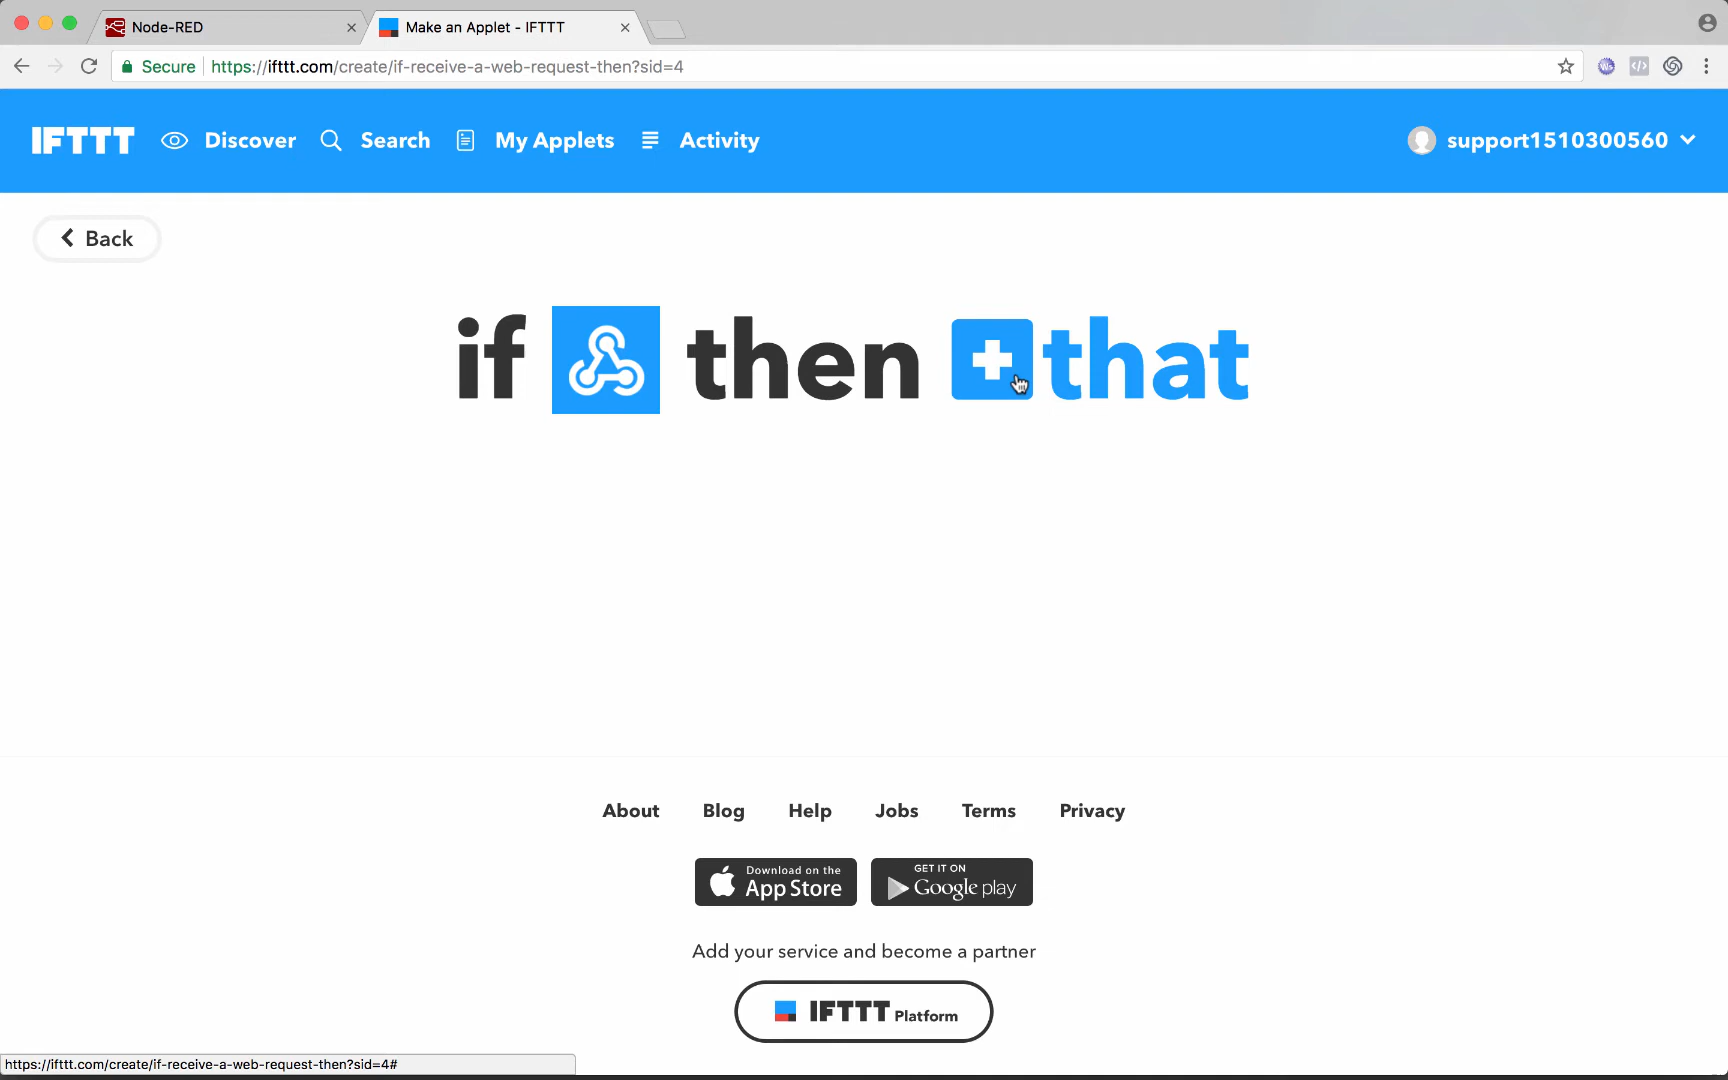 Node-RED
Make an Applet - IFTTT
Secure
https://ifttt.com/create/if-receive-a-web-request-then?sid=4
IFTTT
Discover
Search
My Applets
Activity
support1510300560
Back
if then that
About
Blog
Help
Jobs
Terms
Privacy
Download on the
App Store
GET IT ON
Google play
Add your service and become a partner
IFTTT Platform
https://ifttt.com/create/if-receive-a-web-request-then?sid=4#